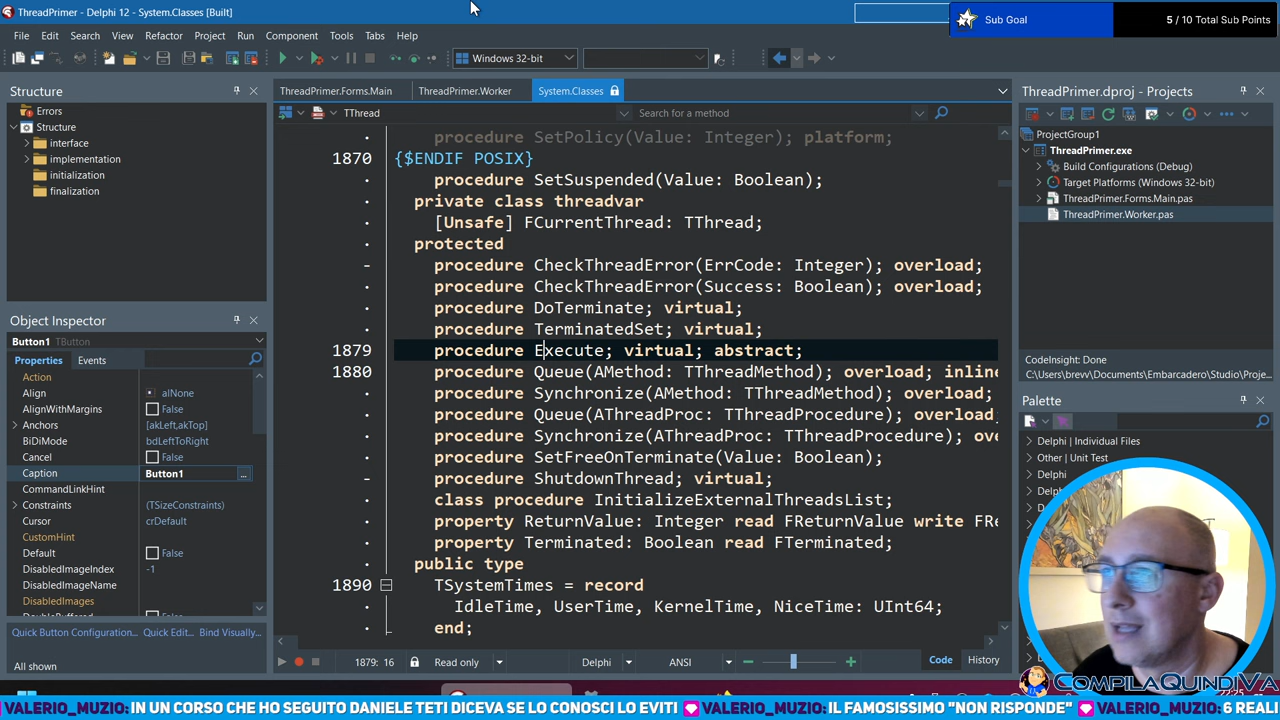 ThreadPrimer - Delphi 12 - System.Classes [Built]
Sub Goal
5 / 10 Total Sub Points
File Edit Search View Refactor Project Run Component Tools Tabs Help
Windows 32-bit
Structure
Errors
Structure
interface
implementation
initialization
finalization
Object Inspector
Button1 TButton
Properties Events
Action
Align alNone
AlignWithMargins False
Anchors [akLeft,akTop]
BiDiMode bdLeftToRight
Cancel False
Caption Button1 ...
CommandLinkHint
Constraints (TSizeConstraints)
Cursor crDefault
CustomHint
Default False
DisabledImageIndex -1
DisabledImageName
DisabledImages
DoubleBuffered False
Quick Button Configuration... Quick Edit... Bind Visually...
All shown
ThreadPrimer.Forms.Main ThreadPrimer.Worker System.Classes
TThread Search for a method
procedure SetPolicy(Value: Integer); platform;
1870 {$ENDIF POSIX}
procedure SetSuspended(Value: Boolean);
private class threadvar
[Unsafe] FCurrentThread: TThread;
protected
procedure CheckThreadError(ErrCode: Integer); overload;
procedure CheckThreadError(Success: Boolean); overload;
procedure DoTerminate; virtual;
procedure TerminatedSet; virtual;
1879 procedure Execute; virtual; abstract;
1880 procedure Queue(AMethod: TThreadMethod); overload; inline
procedure Synchronize(AMethod: TThreadMethod); overload;
procedure Queue(AThreadProc: TThreadProcedure); overload;
procedure Synchronize(AThreadProc: TThreadProcedure); ove
procedure SetFreeOnTerminate(Value: Boolean);
procedure ShutdownThread; virtual;
class procedure InitializeExternalThreadsList;
property ReturnValue: Integer read FReturnValue write FRe
property Terminated: Boolean read FTerminated;
public type
1890 TSystemTimes = record
IdleTime, UserTime, KernelTime, NiceTime: UInt64;
end;
1879: 16 Read only Delphi ANSI Code History
ThreadPrimer.dproj - Projects
ProjectGroup1
ThreadPrimer.exe
Build Configurations (Debug)
Target Platforms (Windows 32-bit)
ThreadPrimer.Forms.Main.pas
ThreadPrimer.Worker.pas
CodeInsight: Done
C:\Users\brevv\Documents\Embarcadero\Studio\Proje...
Palette
Delphi | Individual Files
Other | Unit Test
Delphi
Delph
COMPILAQUINDIVA
22:25
VALERIO_MUZIO: IN UN CORSO CHE HO SEGUITO DANIELE TETI DICEVA SE LO CONOSCI LO EVITI VALERIO_MUZIO: IL FAMOSISSIMO "NON RISPONDE" VALERIO_MUZIO: 6 REALI